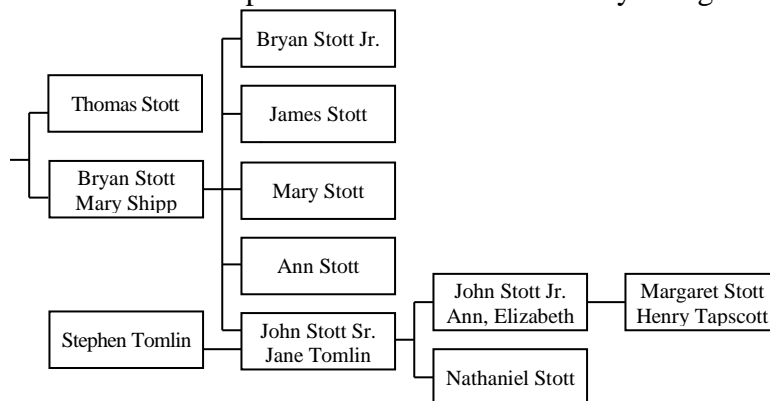 Bryan Stott Jr.
Thomas Stott
James Stott
Bryan Stott
Mary Shipp
Mary Stott
Ann Stott
Stephen Tomlin
John Stott Sr.
Jane Tomlin
John Stott Jr.
Ann, Elizabeth
Margaret Stott
Henry Tapscott
Nathaniel Stott